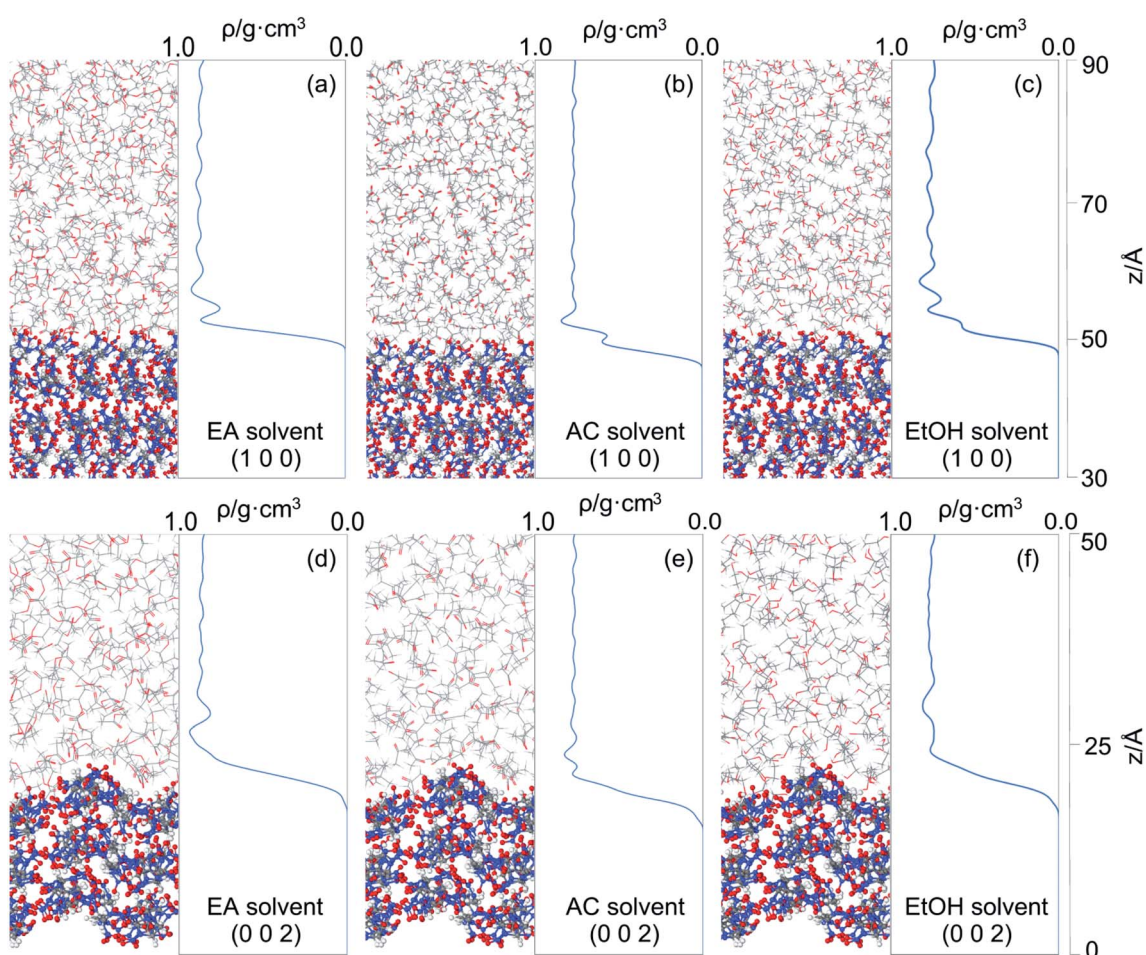 ρ/g·cm³ ρ/g·cm³ ρ/g·cm³
1.0 0.0 1.0 0.0 1.0 0.0
(a) (b) (c) 90
70
z/Å
50
EA solvent AC solvent EtOH solvent
(1 0 0) (1 0 0) (1 0 0)
30
ρ/g·cm³ ρ/g·cm³ ρ/g·cm³
1.0 0.0 1.0 0.0 1.0 0.0
(d) (e) (f) 50
25
z/Å
EA solvent AC solvent EtOH solvent
(0 0 2) (0 0 2) (0 0 2)
0